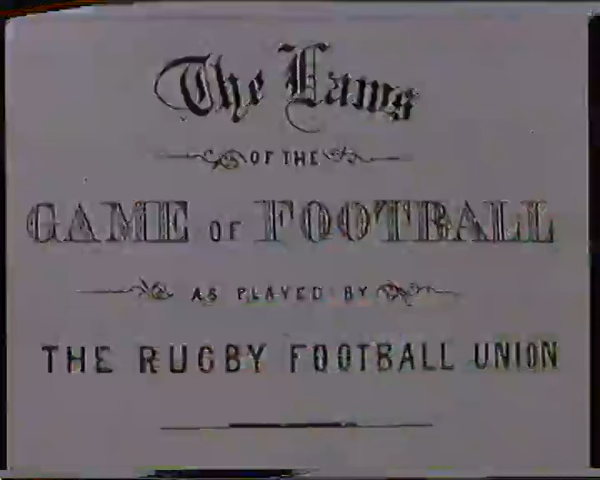 The Laws
OF THE
GAME OF FOOTBALL
AS PLAYED BY
THE RUGBY FOOTBALL UNION